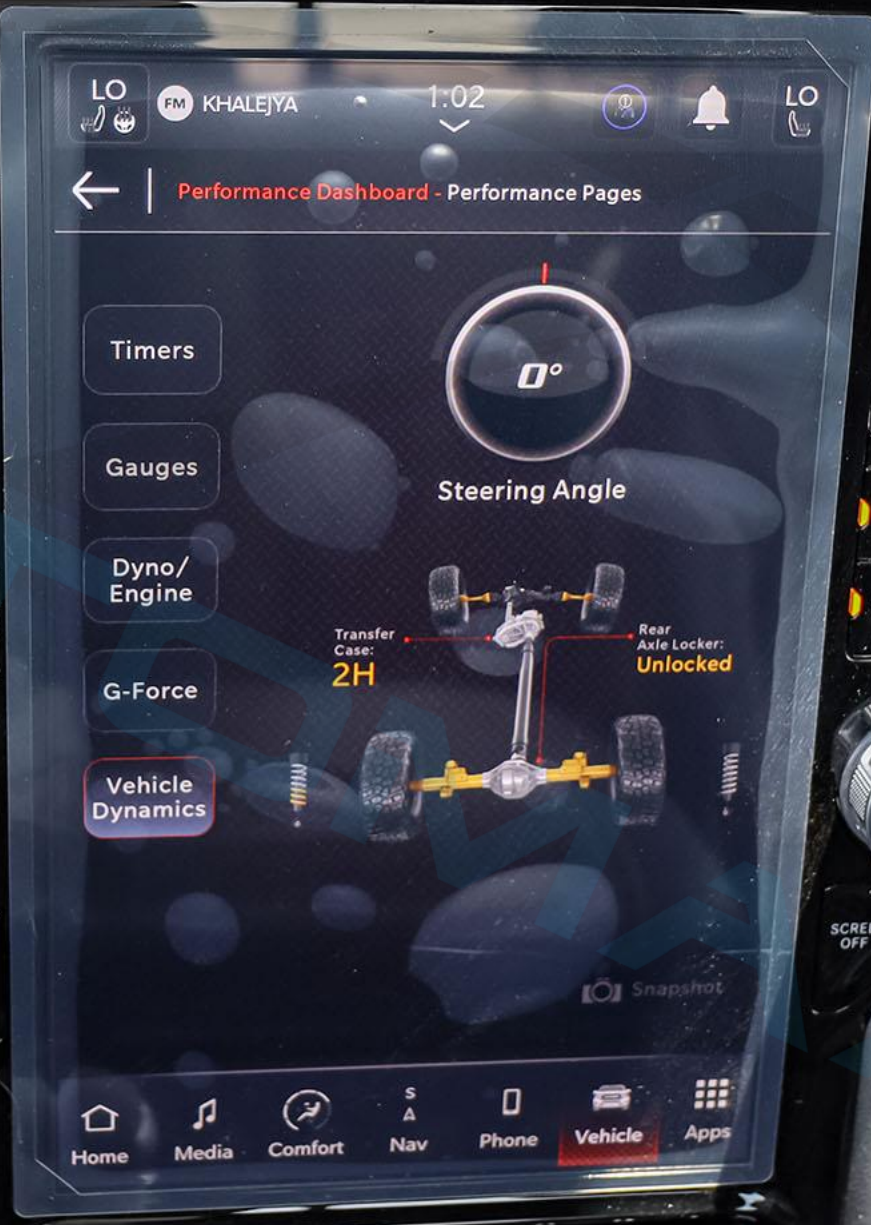 LO
FM KHALEJYA
1:02
LO
Performance Dashboard - Performance Pages
Timers
Gauges
Dyno/
Engine
G-Force
Vehicle
Dynamics
0°
Steering Angle
Transfer
Case:
2H
Rear
Axle Locker:
Unlocked
Snapshot
Home
Media
Comfort
S
A
Nav
Phone
Vehicle
Apps
SCREE
OFF